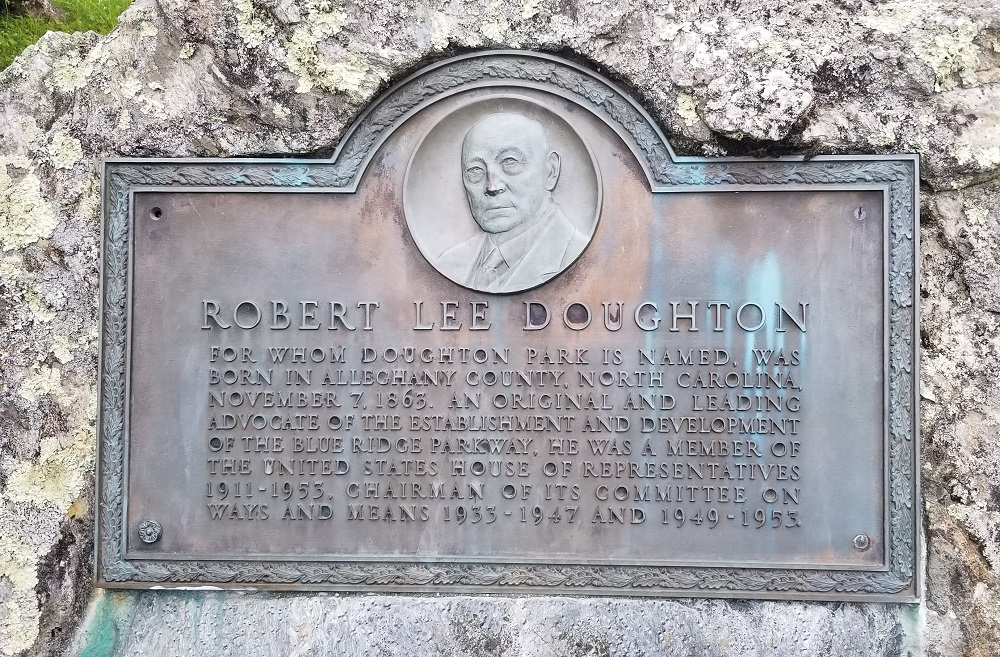 ROBERT LEE DOUGHTON
FOR WHOM DOUGHTON PARK IS NAMED, WAS
BORN IN ALLEGHANY COUNTY, NORTH CAROLINA,
NOVEMBER 7, 1863. AN ORIGINAL AND LEADING
ADVOCATE OF THE ESTABLISHMENT AND DEVELOPMENT
OF THE BLUE RIDGE PARKWAY, HE WAS A MEMBER OF
THE UNITED STATES HOUSE OF REPRESENTATIVES
1911-1953, CHAIRMAN OF ITS COMMITTEE ON
WAYS AND MEANS 1933-1947 AND 1949-1953.